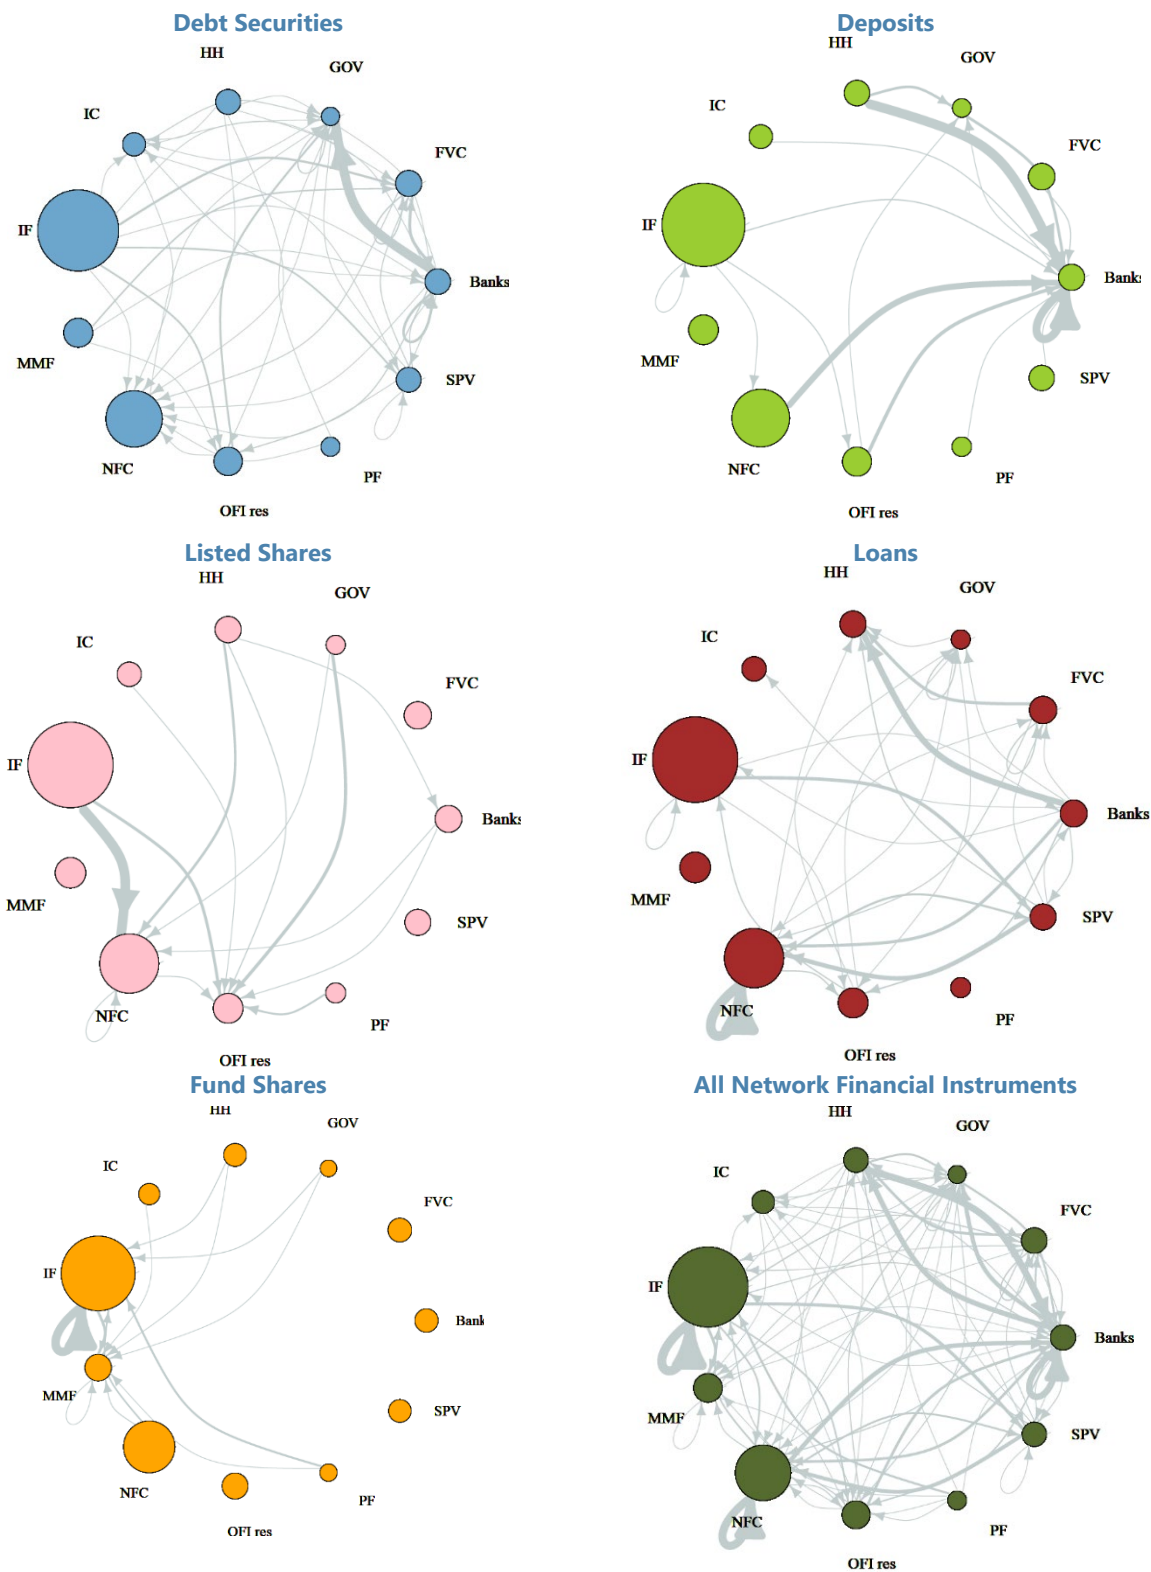 Debt Securities
HH
GOV
IC
FVC
IF
Banks
MMF
SPV
NFC
PF
OFI res
Deposits
HH
GOV
IC
FVC
IF
Banks
MMF
SPV
NFC
PF
OFI res
Listed Shares
HH
GOV
IC
FVC
IF
Banks
MMF
SPV
NFC
PF
OFI res
Loans
HH
GOV
IC
FVC
IF
Banks
MMF
SPV
NFC
PF
OFI res
Fund Shares
HH
GOV
IC
FVC
IF
Bank
MMF
SPV
NFC
PF
OFI res
All Network Financial Instruments
HH
GOV
IC
FVC
IF
Banks
MMF
SPV
NFC
PF
OFI res